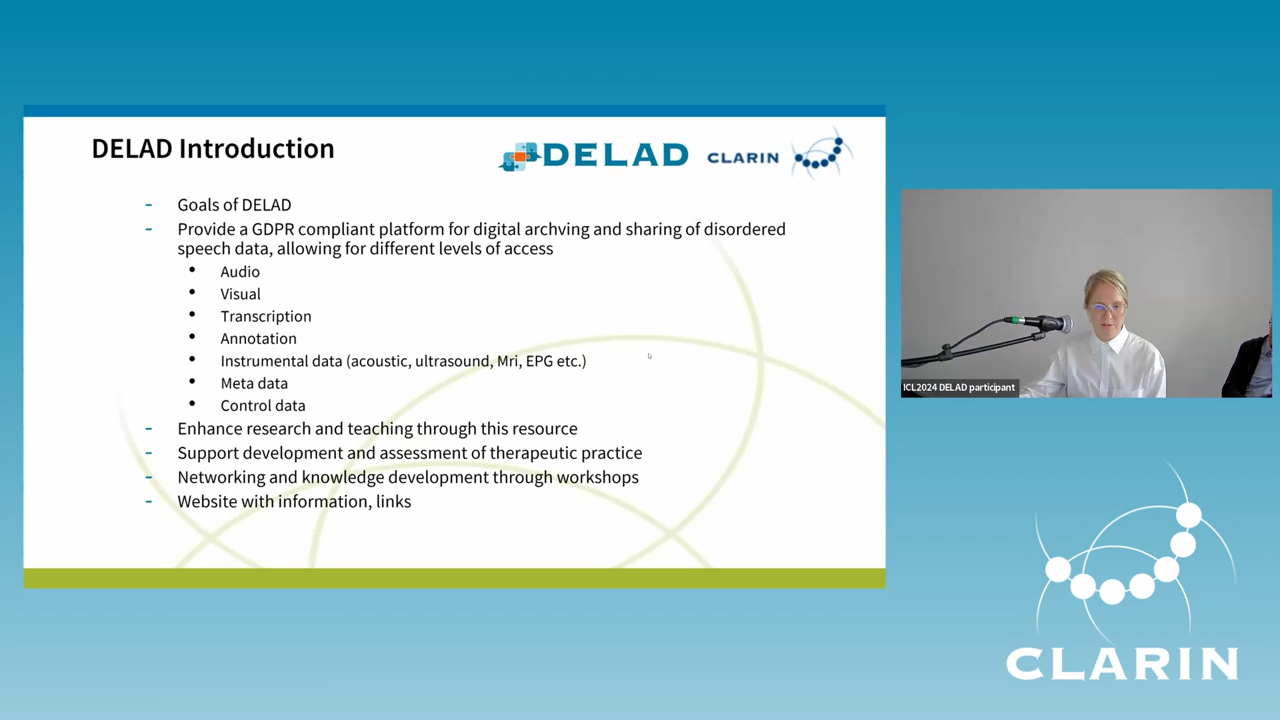 DELAD Introduction
DELAD
CLARIN
- Goals of DELAD
- Provide a GDPR compliant platform for digital archving and sharing of disordered
speech data, allowing for different levels of access
• Audio
• Visual
• Transcription
• Annotation
• Instrumental data (acoustic, ultrasound, Mri, EPG etc.)
• Meta data
• Control data
- Enhance research and teaching through this resource
- Support development and assessment of therapeutic practice
- Networking and knowledge development through workshops
- Website with information, links
ICL2024 DELAD participant
CLARIN